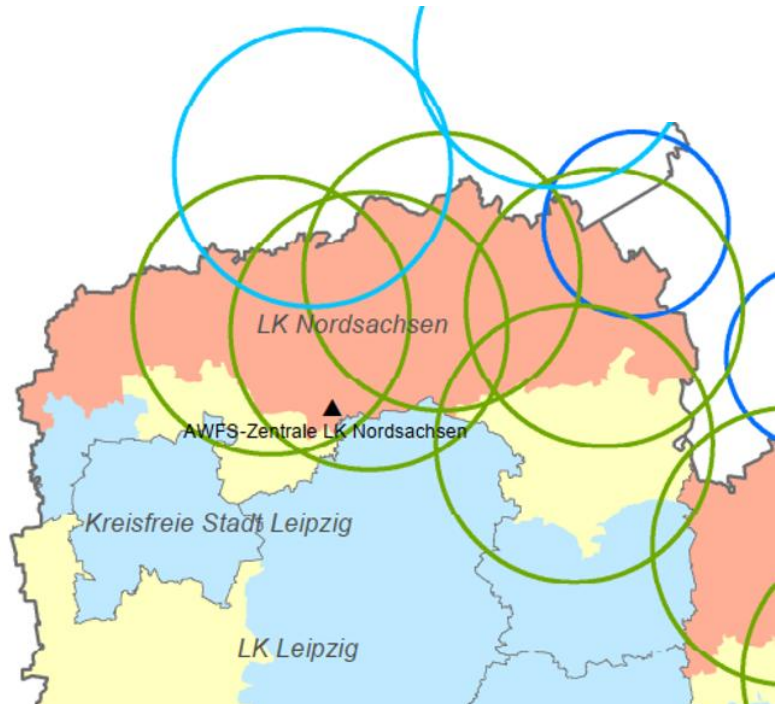 LK Nordsachsen
AWFS-Zentrale LK Nordsachsen
Kreisfreie Stadt Leipzig
LK Leipzig